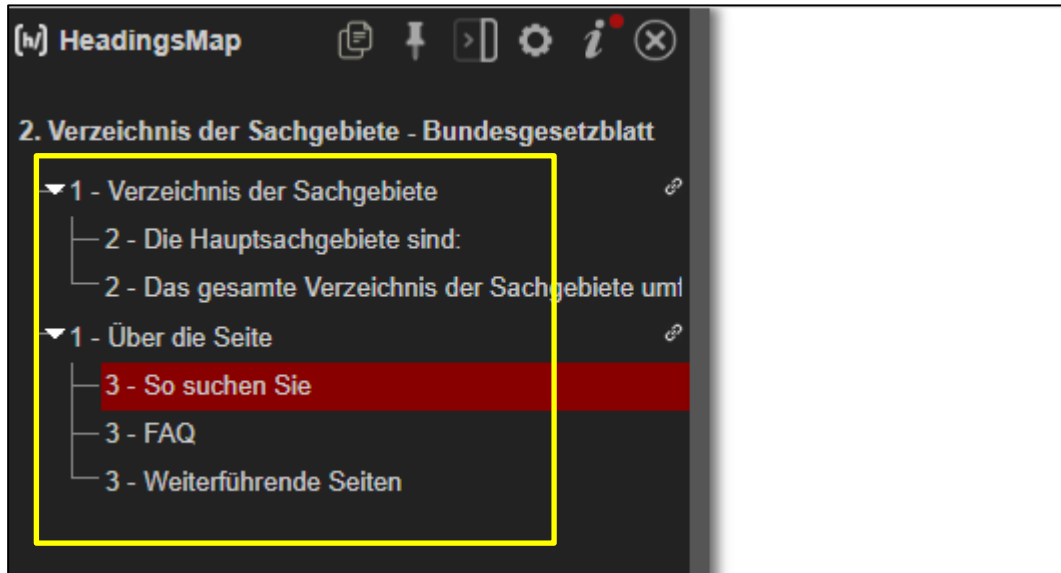 HeadingsMap
2. Verzeichnis der Sachgebiete - Bundesgesetzblatt
1 - Verzeichnis der Sachgebiete
2 - Die Hauptsachgebiete sind:
2 - Das gesamte Verzeichnis der Sachgebiete
1 - Über die Seite
3 - So suchen Sie
3 - FAQ
3 - Weiterführende Seiten